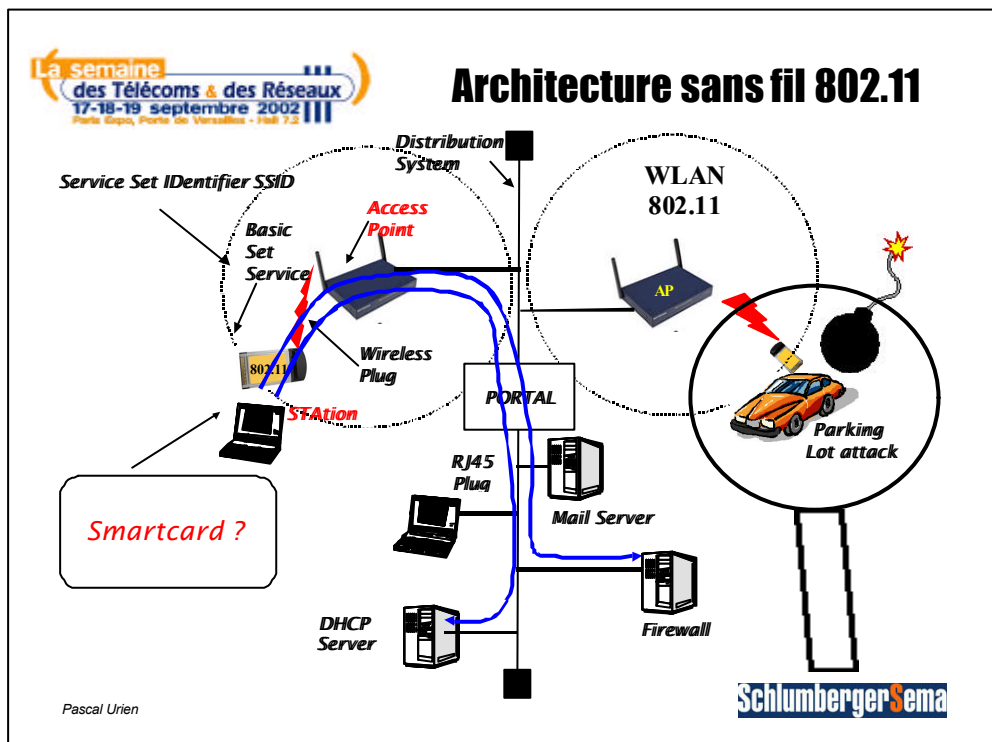 La semaine
des Télécoms & des Réseaux
17-18-19 septembre 2002
Paris Expo, Porte de Versailles - Hall 7.2
Architecture sans fil 802.11
Distribution
System
Service Set IDentifier SSID
WLAN
802.11
Access
Point
Basic
Set
Service
AP
802.11
Wireless
Plug
STAtion
PORTAL
Parking
Lot attack
RJ45
Plug
Mail Server
Smartcard ?
DHCP
Server
Firewall
Pascal Urien
SchlumbergerSema